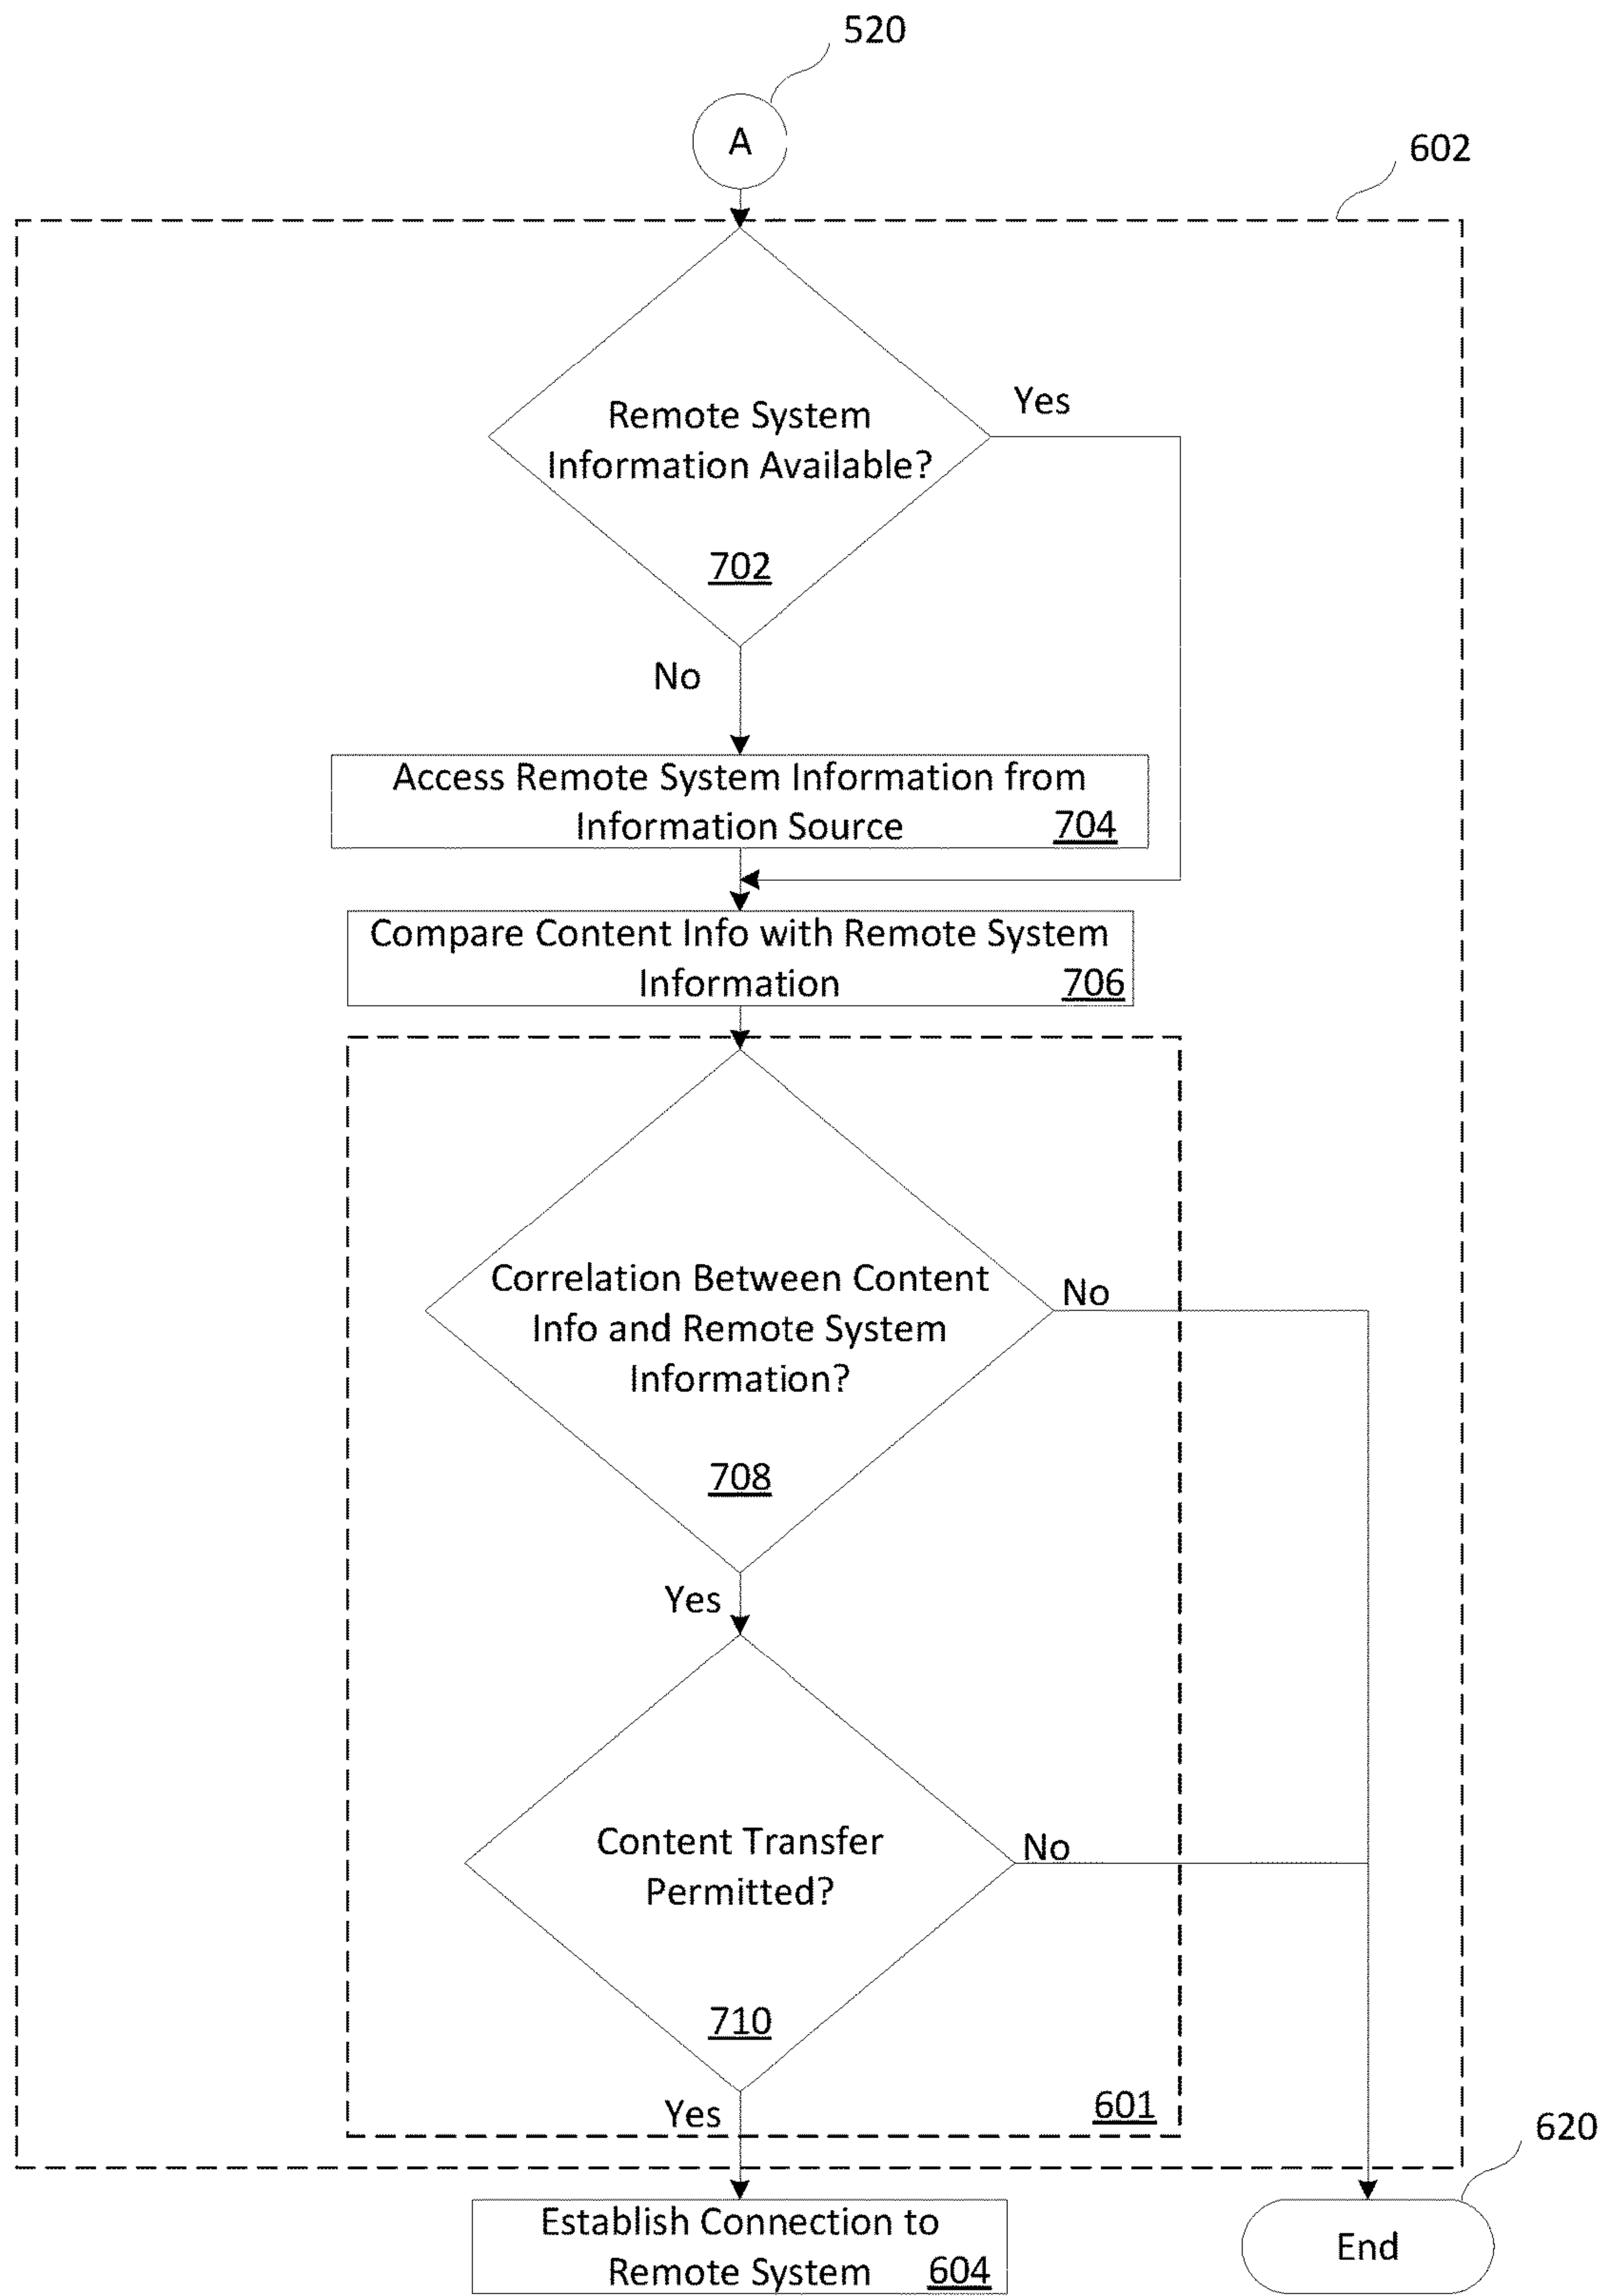 520
A
602
Remote System
Information Available?
Yes
702
No
Access Remote System Information from
Information Source 704
Compare Content Info with Remote System
Information 706
Correlation Between Content
Info and Remote System
Information?
No
708
Yes
Content Transfer
Permitted?
No
710
Yes
601
620
Establish Connection to
Remote System 604
End